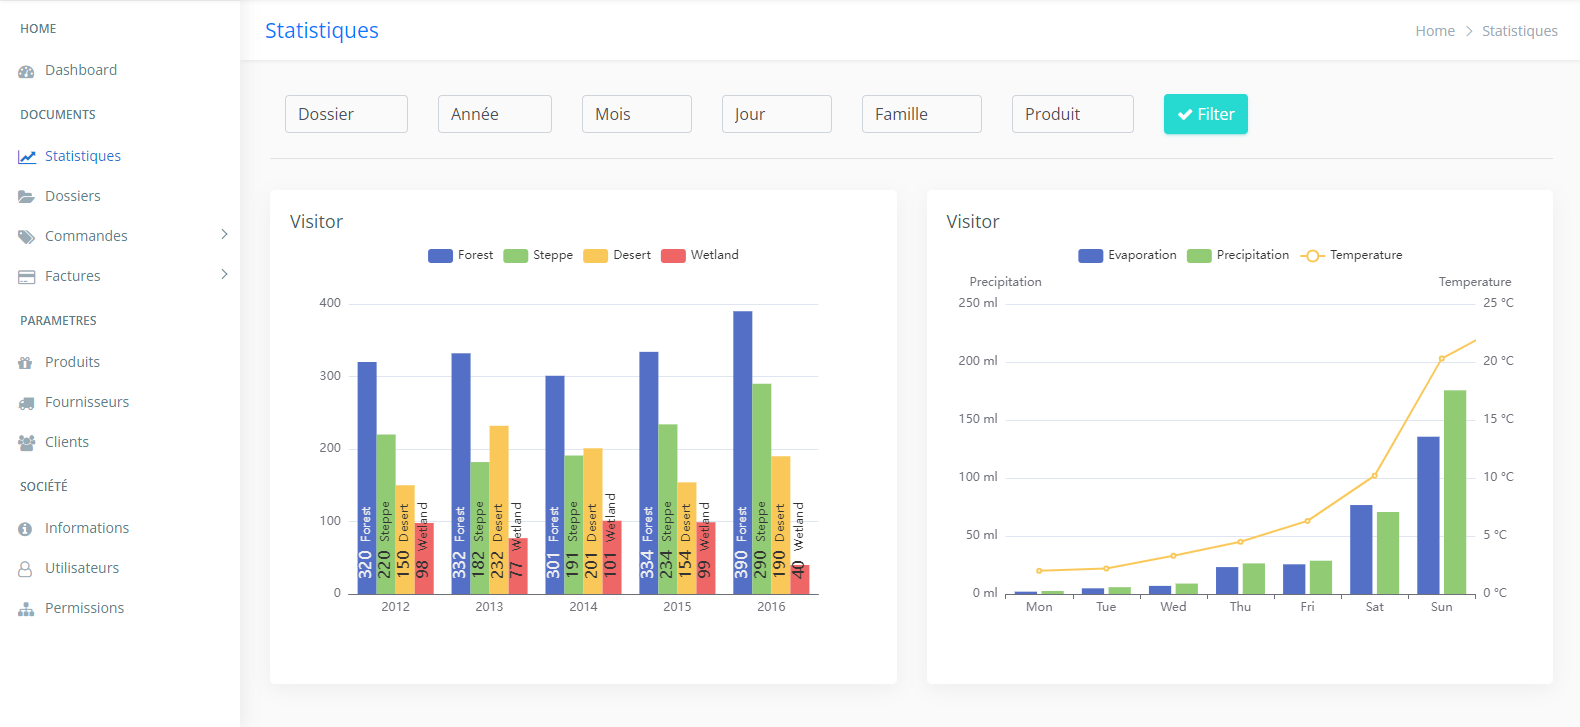 HOME
Dashboard
DOCUMENTS
Statistiques
Dossiers
Commandes
Factures
PARAMETRES
Produits
Fournisseurs
Clients
SOCIÉTÉ
Informations
Utilisateurs
Permissions
Statistiques
Home > Statistiques
Dossier Année Mois Jour Famille Produit Filter
Visitor
Forest Steppe Desert Wetland
400
300
200
100
0
320 Forest
220 Steppe
150 Desert
98 Wetland
332 Forest
182 Steppe
232 Desert
77 Wetland
301 Forest
191 Steppe
201 Desert
101 Wetland
334 Forest
234 Steppe
154 Desert
99 Wetland
390 Forest
290 Steppe
190 Desert
40 Wetland
2012 2013 2014 2015 2016
Visitor
Evaporation Precipitation Temperature
Precipitation Temperature
250 ml 25 °C
200 ml 20 °C
150 ml 15 °C
100 ml 10 °C
50 ml 5 °C
0 ml 0 °C
Mon Tue Wed Thu Fri Sat Sun